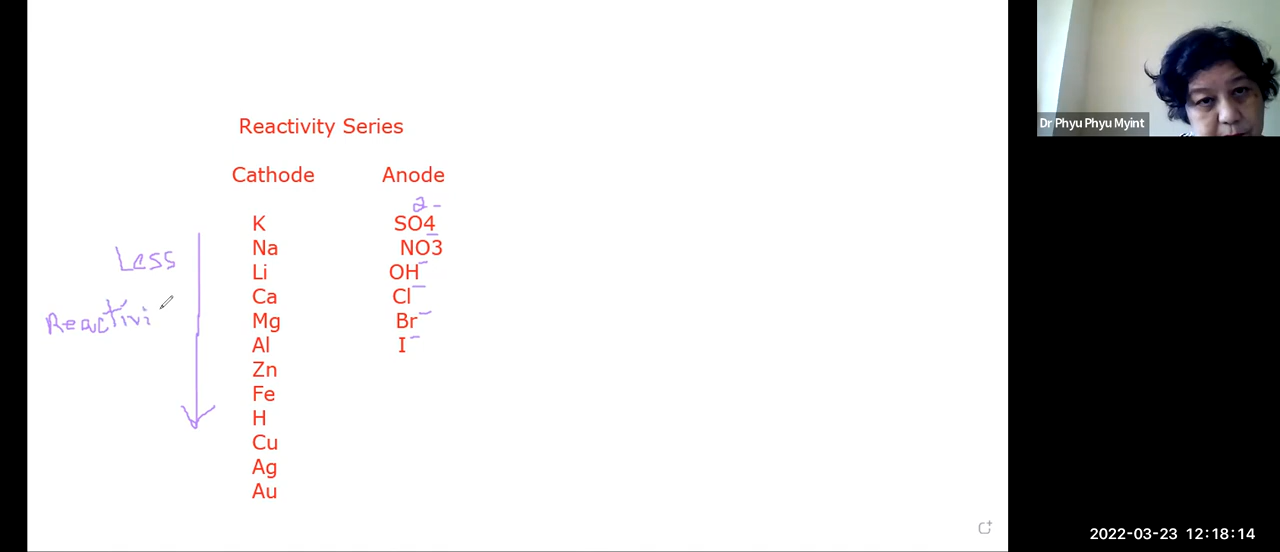 Reactivity Series
Cathode Anode
2-
K SO4
Na NO3
Less
Li OH-
Ca Cl-
Reactivi
Mg Br-
Al I-
Zn
Fe
H
Cu
Ag
Au
Dr Phyu Phyu Myint
2022-03-23 12:18:14